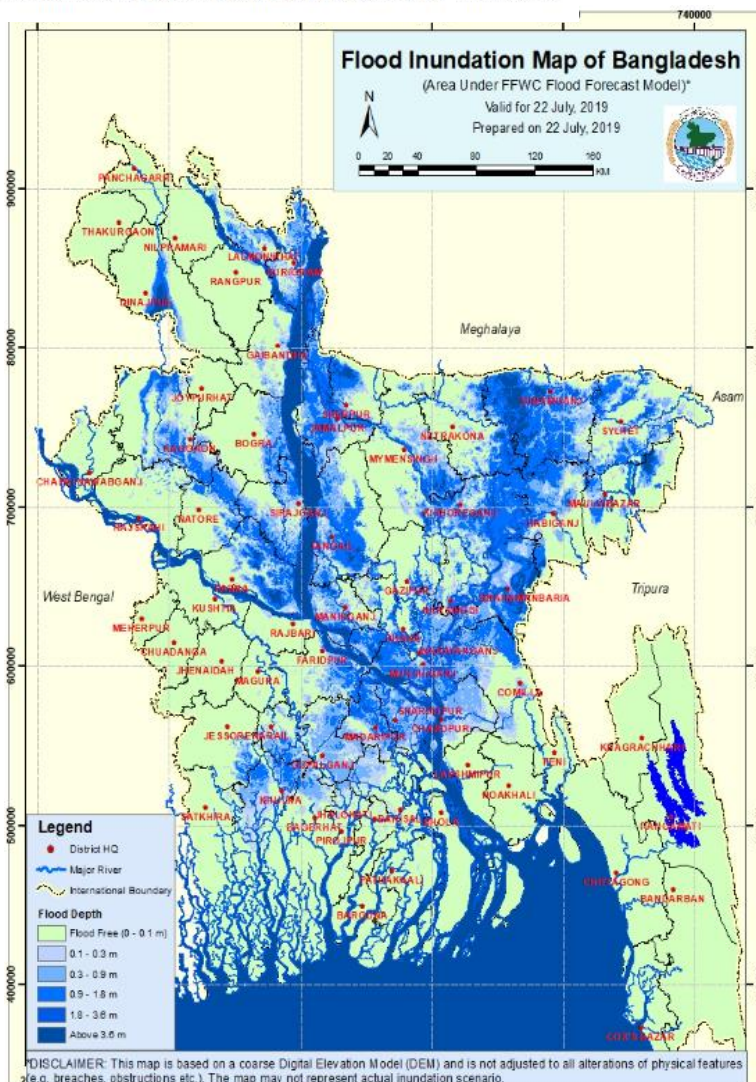 740000
Flood Inundation Map of Bangladesh
(Area Under FFWC Flood Forecast Model)*
Valid for 22 July, 2019
Prepared on 22 July, 2019
N
0 10 20 40 80 120 160
KM
900000
PANCHAGARH
THAKURGAON
NILPHAMARI
LALMONIRHAT
KURIGRAM
RANGPUR
DINAJPUR
Meghalaya
800000
GAIBANDHA
Asam
JOYPURHAT
SHERPUR
SUNAMGANJ
JAMALPUR
NETRAKONA
SYLHET
NAOGAON
BOGRA
MYMENSINGH
CHAPAI NAWABGANJ
700000
NATORE
SIRAJGANJ
KISHOREGANJ
MAULVIBAZAR
RAJSHAHI
HABIGANJ
TANGAIL
West Bengal
Tripura
PABNA
GAZIPUR
BRAHMANBARIA
KUSHTIA
MANIKGANJ
NARSINGDI
MEHERPUR
RAJBARI
DHAKA
CHUADANGA
600000
JHENAIDAH
FARIDPUR
MUNSHIGANJ
MAGURA
COMILLA
SHARIATPUR
JESSORE
NARAIL
MADARIPUR
CHANDPUR
KHAGRACHHARI
GOPALGANJ
FENI
LAKSHMIPUR
NOAKHALI
KHULNA
SATKHIRA
500000
BAGERHAT
JHALOKATI
BARISAL
BHOLA
RANGAMATI
PIROJPUR
PATUAKHALI
CHITTAGONG
BANDARBAN
BARGUNA
400000
COX'S BAZAR
Legend
District HQ
Major River
International Boundary
Flood Depth
Flood Free (0 - 0.1 m)
0.1 - 0.3 m
0.3 - 0.9 m
0.9 - 1.8 m
1.8 - 3.6 m
Above 3.6 m
*DISCLAIMER: This map is based on a coarse Digital Elevation Model (DEM) and is not adjusted to all alterations of physical features
(e.g. breaches, obstructions etc.). The map may not represent actual inundation scenario.